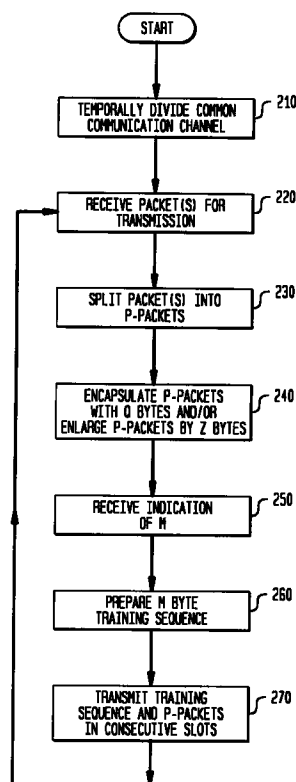 START
TEMPORALLY DIVIDE COMMON
COMMUNICATION CHANNEL
210
RECEIVE PACKET(S) FOR
TRANSMISSION
220
SPLIT PACKET(S) INTO
P-PACKETS
230
ENCAPSULATE P-PACKETS
WITH Q BYTES AND/OR
ENLARGE P-PACKETS BY Z BYTES
240
RECEIVE INDICATION
OF M
250
PREPARE M BYTE
TRAINING SEQUENCE
260
TRANSMIT TRAINING
SEQUENCE AND P-PACKETS
IN CONSECUTIVE SLOTS
270